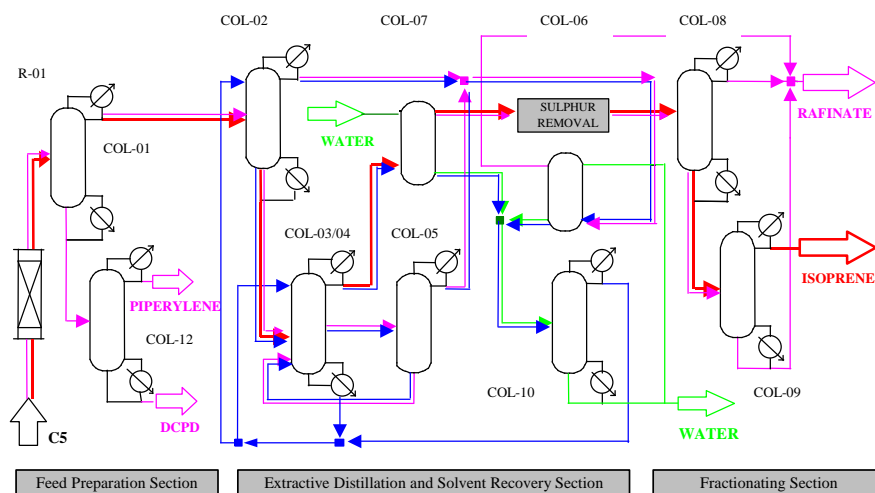 COL-02
COL-07
COL-06
COL-08
R-01
SULPHUR
REMOVAL
RAFINATE
WATER
COL-01
COL-03/04
COL-05
ISOPRENE
PIPERYLENE
COL-12
COL-10
COL-09
DCPD
C5
WATER
Feed Preparation Section
Extractive Distillation and Solvent Recovery Section
Fractionating Section